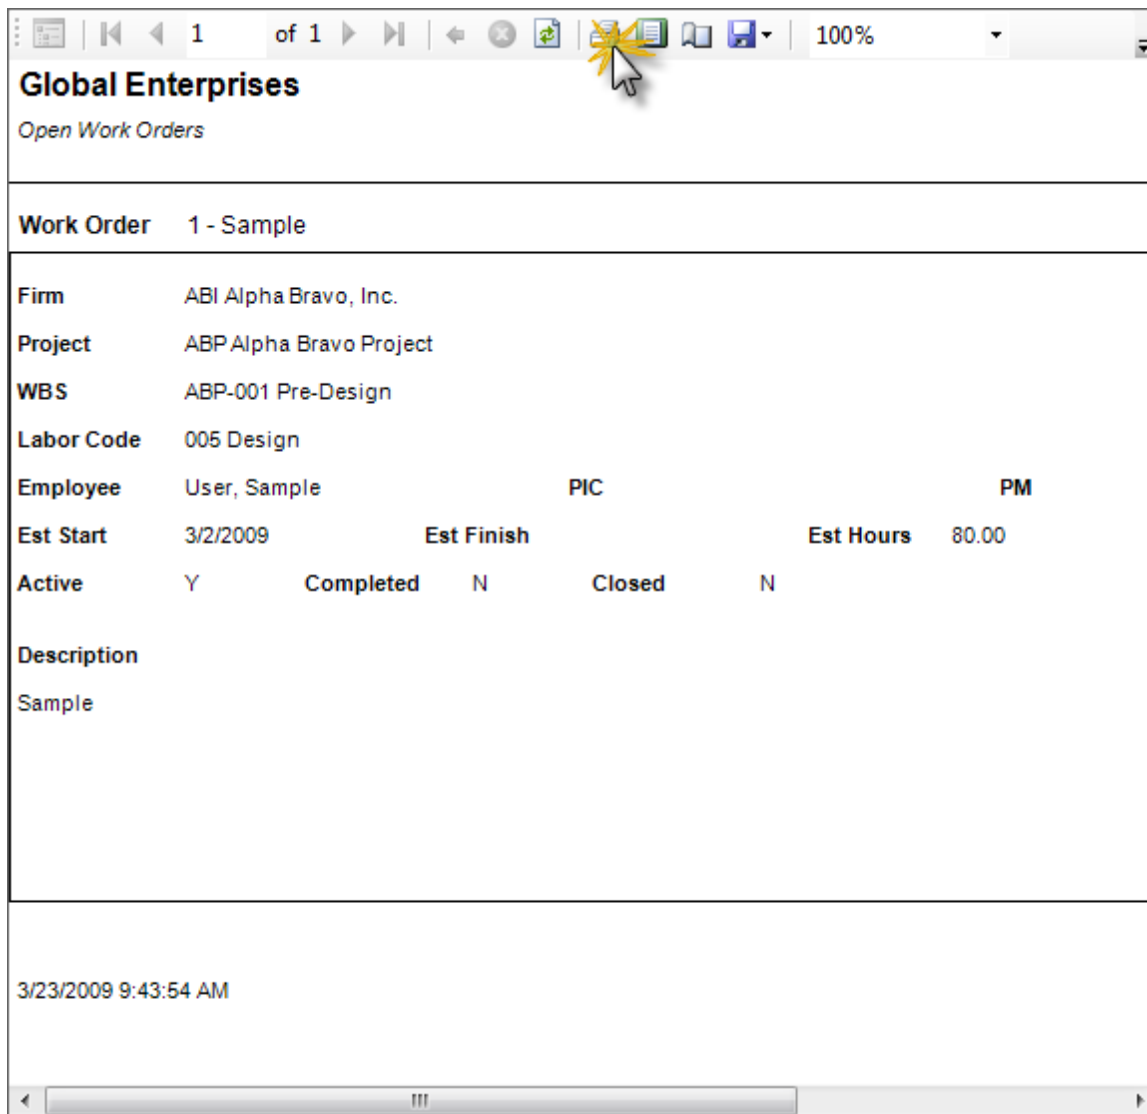 1 of 1 100%
Global Enterprises
Open Work Orders
Work Order 1 - Sample
Firm ABI Alpha Bravo, Inc.
Project ABP Alpha Bravo Project
WBS ABP-001 Pre-Design
Labor Code 005 Design
Employee User, Sample PIC PM
Est Start 3/2/2009 Est Finish Est Hours 80.00
Active Y Completed N Closed N
Description
Sample
3/23/2009 9:43:54 AM